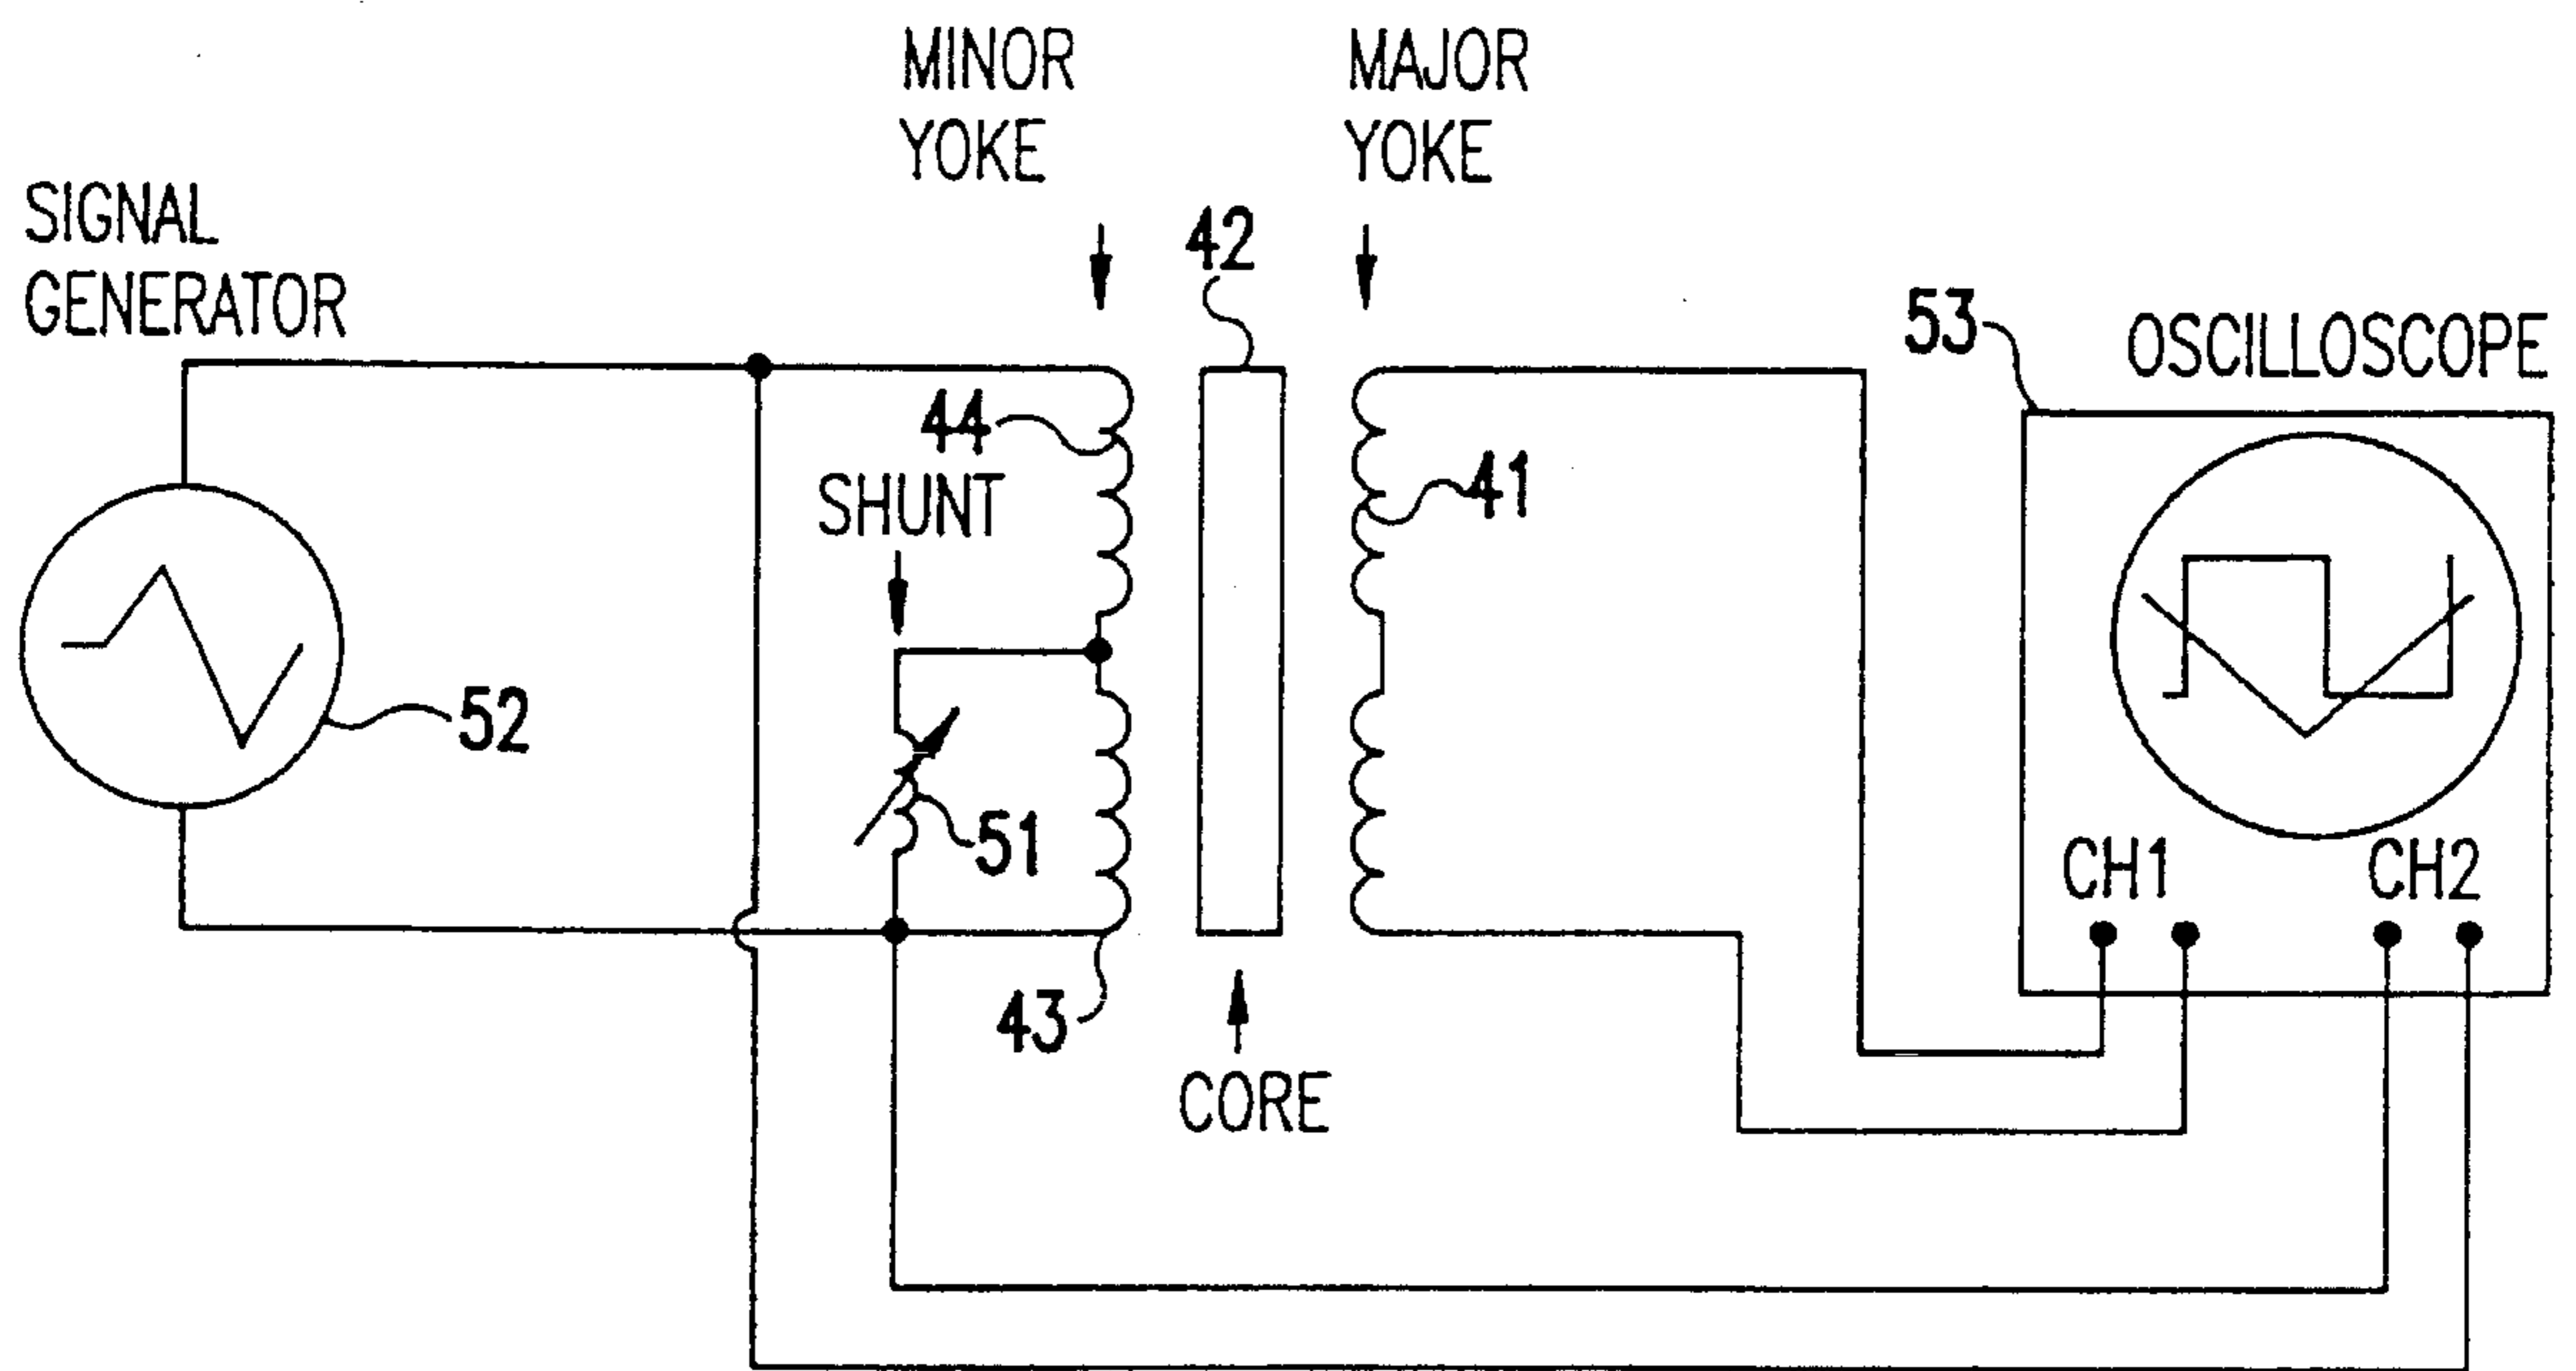 MINOR
YOKE
MAJOR
YOKE
SIGNAL
GENERATOR
42
53
OSCILLOSCOPE
44
SHUNT
41
52
51
CH1
CH2
43
CORE